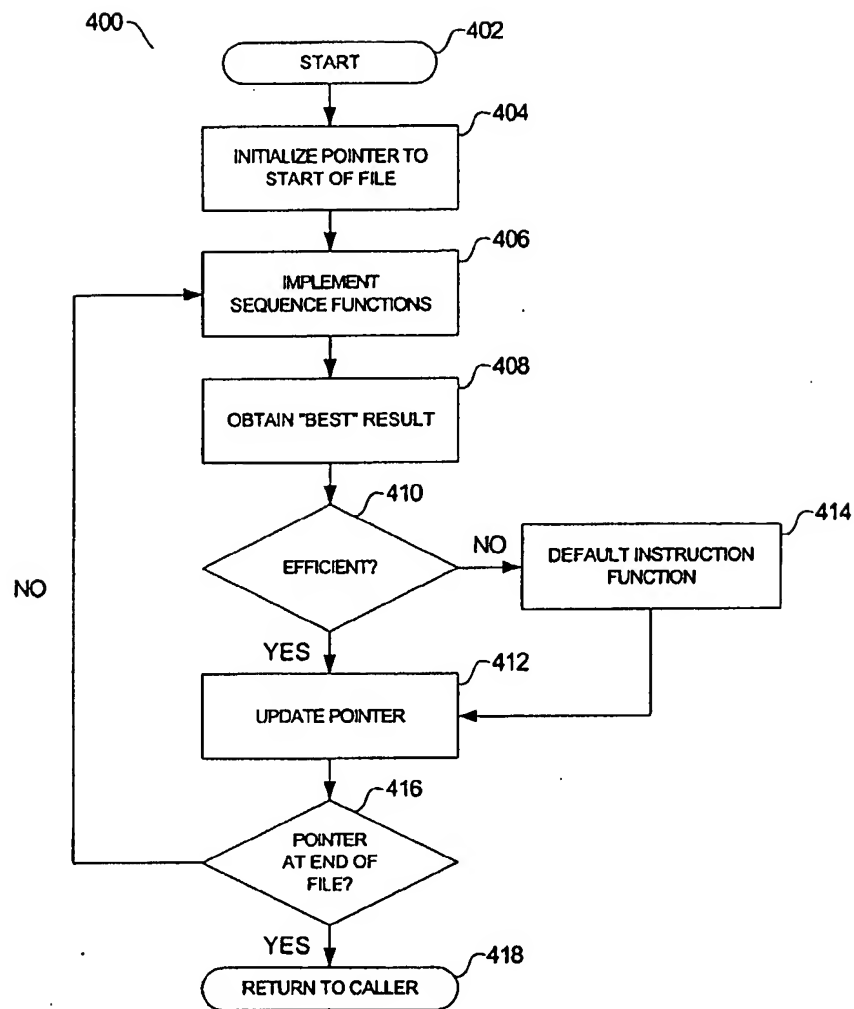 400
402
START
404
INITIALIZE POINTER TO
START OF FILE
406
IMPLEMENT
SEQUENCE FUNCTIONS
408
OBTAIN "BEST" RESULT
410
EFFICIENT?
NO
414
DEFAULT INSTRUCTION
FUNCTION
NO
YES
412
UPDATE POINTER
416
POINTER
AT END OF
FILE?
YES
418
RETURN TO CALLER